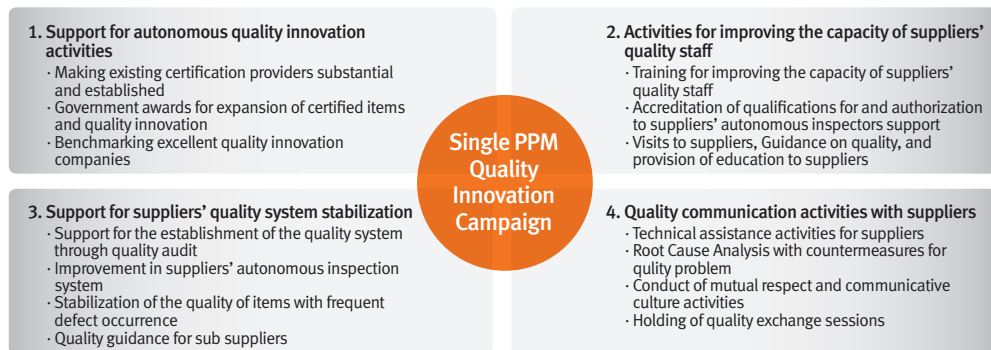 1. Support for autonomous quality innovation
activities
· Making existing certification providers substantial
and established
· Government awards for expansion of certified items
and quality innovation
· Benchmarking excellent quality innovation
companies
2. Activities for improving the capacity of suppliers'
quality staff
· Training for improving the capacity of suppliers'
quality staff
· Accreditation of qualifications for and authorization
to suppliers' autonomous inspectors support
· Visits to suppliers, Guidance on quality, and
provision of education to suppliers
Single PPM
Quality
Innovation
Campaign
3. Support for suppliers' quality system stabilization
· Support for the establishment of the quality system
through quality audit
· Improvement in suppliers' autonomous inspection
system
· Stabilization of the quality of items with frequent
defect occurrence
· Quality guidance for sub suppliers
4. Quality communication activities with suppliers
· Technical assistance activities for suppliers
· Root Cause Analysis with countermeasures for
qulity problem
· Conduct of mutual respect and communicative
culture activities
· Holding of quality exchange sessions